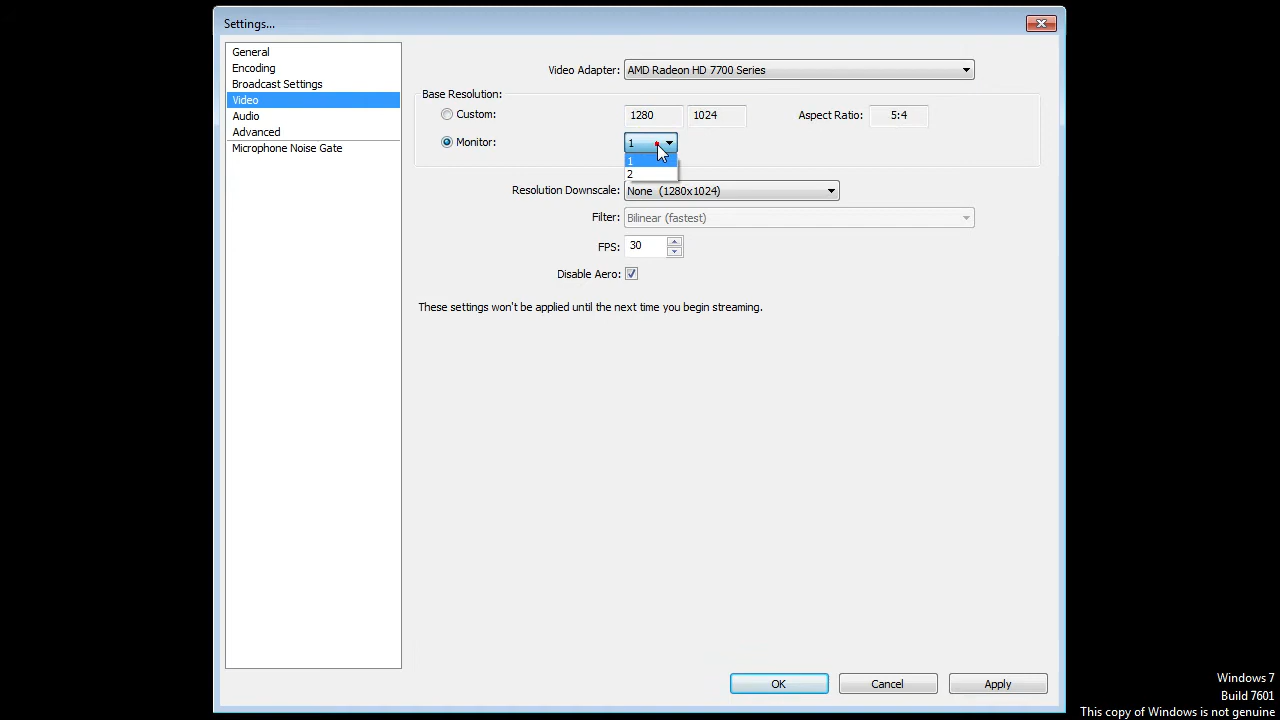 Settings...
General
Encoding
Broadcast Settings
Video
Audio
Advanced
Microphone Noise Gate
Video Adapter: AMD Radeon HD 7700 Series
Base Resolution:
Custom: 1280 1024 Aspect Ratio: 5:4
Monitor: 1
1
2
Resolution Downscale: None (1280x1024)
Filter: Bilinear (fastest)
FPS: 30
Disable Aero:
These settings won't be applied until the next time you begin streaming.
OK Cancel Apply
Windows 7
Build 7601
This copy of Windows is not genuine